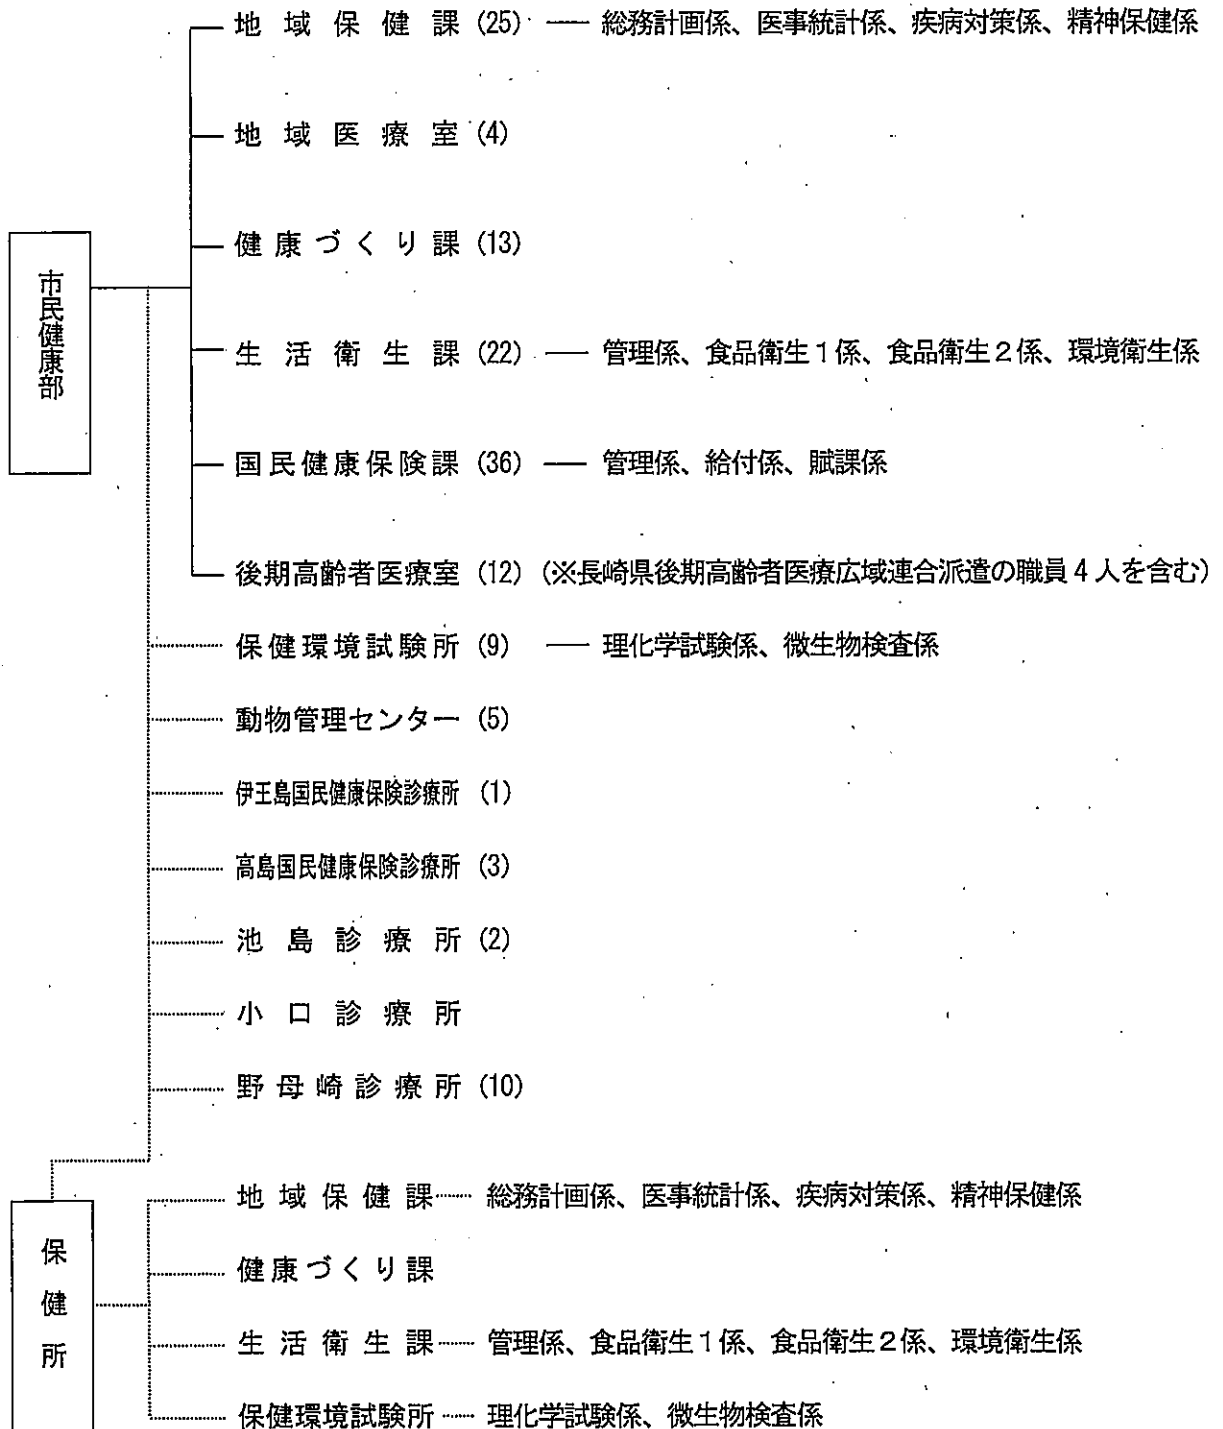 地域保健課 (25) ── 総務計画係、医事統計係、疾病対策係、精神保健係
地域医療室 (4)
健康づくり課 (13)
市民健康部
生活衛生課 (22) ── 管理係、食品衛生1係、食品衛生2係、環境衛生係
国民健康保険課 (36) ── 管理係、給付係、賦課係
後期高齢者医療室 (12) (※長崎県後期高齢者医療広域連合派遣の職員4人を含む)
保健環境試験所 (9) ── 理化学試験係、微生物検査係
動物管理センター (5)
伊王島国民健康保険診療所 (1)
高島国民健康保険診療所 (3)
池島診療所 (2)
小口診療所
野母崎診療所 (10)
保健所
地域保健課 総務計画係、医事統計係、疾病対策係、精神保健係
健康づくり課
生活衛生課 管理係、食品衛生1係、食品衛生2係、環境衛生係
保健環境試験所 理化学試験係、微生物検査係